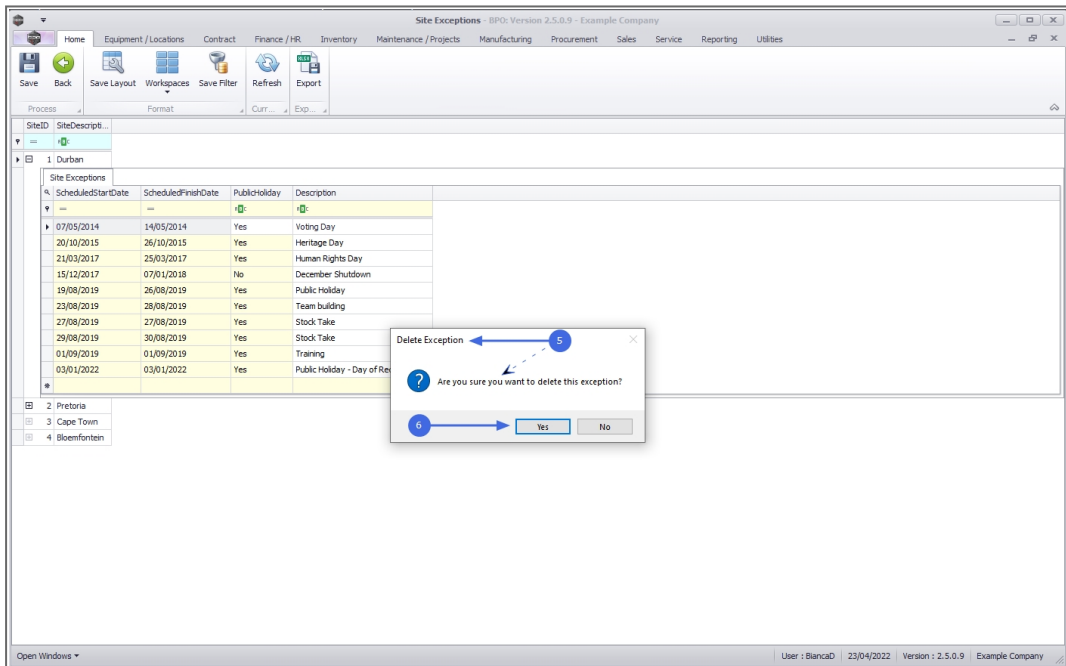 Site Exceptions - BPO: Version 2.5.0.9 - Example Company
Home Equipment / Locations Contract Finance / HR Inventory Maintenance / Projects Manufacturing Procurement Sales Service Reporting Utilities
Save Back Save Layout Workspaces Save Filter Refresh Export
Process Format Curr... Exp...
SiteID SiteDescripti...
=
1 Durban
Site Exceptions
ScheduledStartDate ScheduledFinishDate PublicHoliday Description
= =
07/05/2014 14/05/2014 Yes Voting Day
20/10/2015 26/10/2015 Yes Heritage Day
21/03/2017 25/03/2017 Yes Human Rights Day
15/12/2017 07/01/2018 No December Shutdown
19/08/2019 26/08/2019 Yes Public Holiday
23/08/2019 28/08/2019 Yes Team building
27/08/2019 27/08/2019 Yes Stock Take
29/08/2019 30/08/2019 Yes Stock Take
01/09/2019 01/09/2019 Yes Training
03/01/2022 03/01/2022 Yes Public Holiday - Day of Rec
Delete Exception 5
Are you sure you want to delete this exception?
6 Yes No
2 Pretoria
3 Cape Town
4 Bloemfontein
Open Windows User : BiancaD 23/04/2022 Version : 2.5.0.9 Example Company